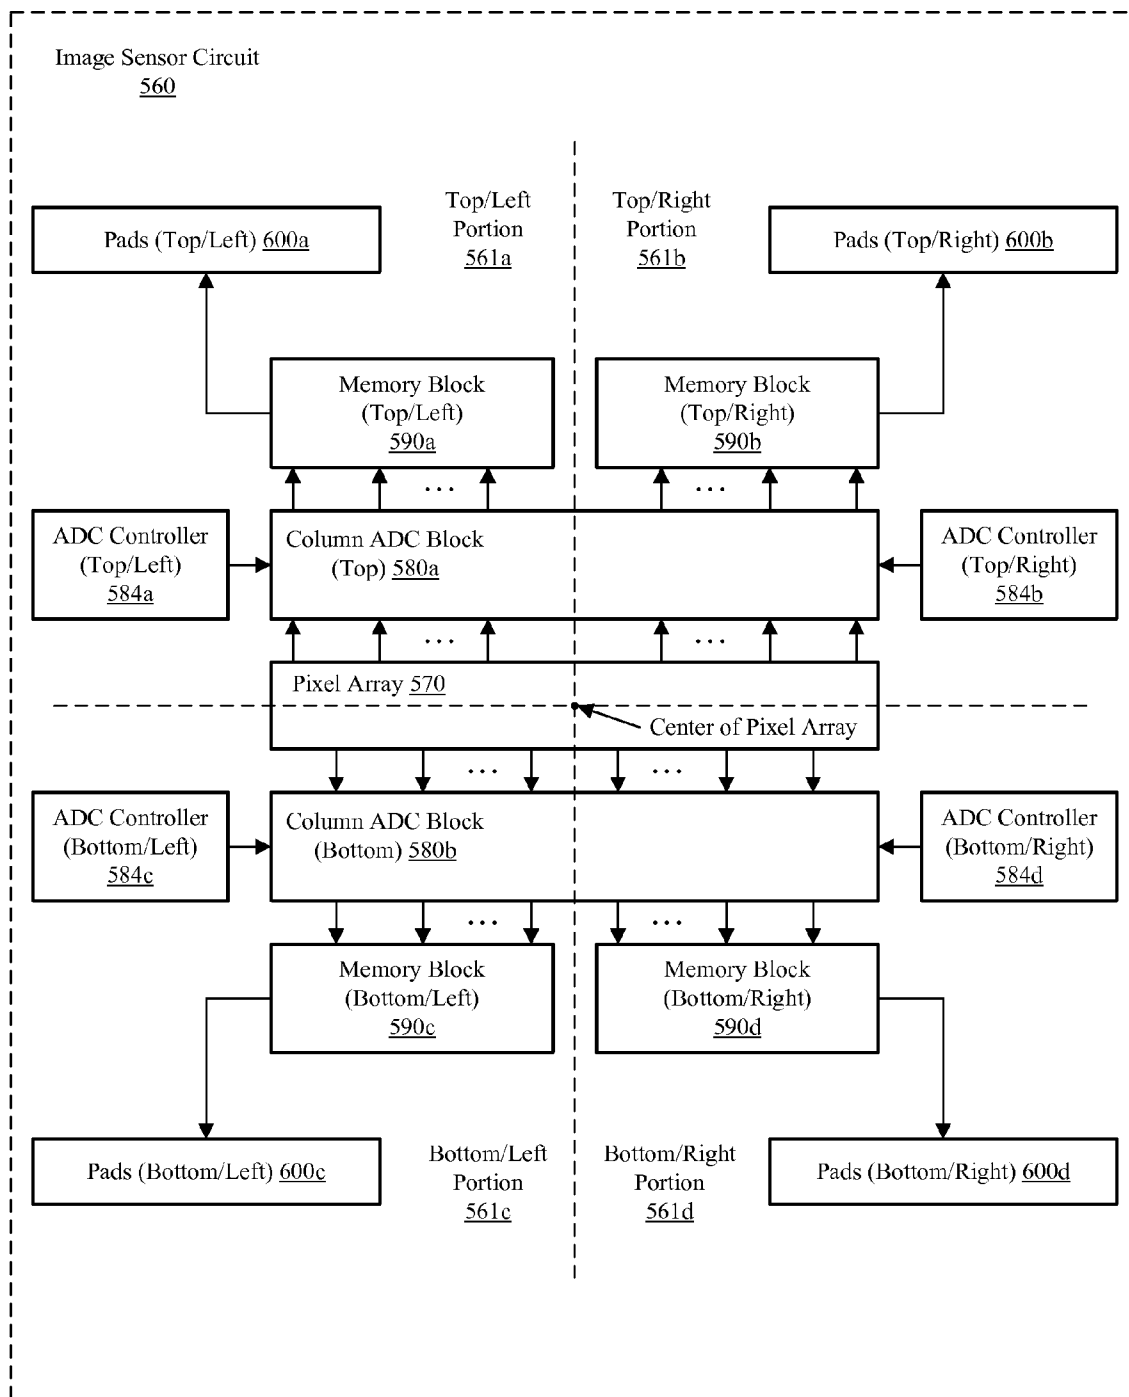 Image Sensor Circuit
560
Top/Left
Portion
561a
Top/Right
Portion
561b
Pads (Top/Left) 600a
Pads (Top/Right) 600b
Memory Block
(Top/Left)
590a
Memory Block
(Top/Right)
590b
...
...
ADC Controller
(Top/Left)
584a
Column ADC Block
(Top) 580a
ADC Controller
(Top/Right)
584b
...
...
Pixel Array 570
Center of Pixel Array
...
...
ADC Controller
(Bottom/Left)
584c
Column ADC Block
(Bottom) 580b
ADC Controller
(Bottom/Right)
584d
...
...
Memory Block
(Bottom/Left)
590c
Memory Block
(Bottom/Right)
590d
Pads (Bottom/Left) 600c
Bottom/Left
Portion
561c
Bottom/Right
Portion
561d
Pads (Bottom/Right) 600d